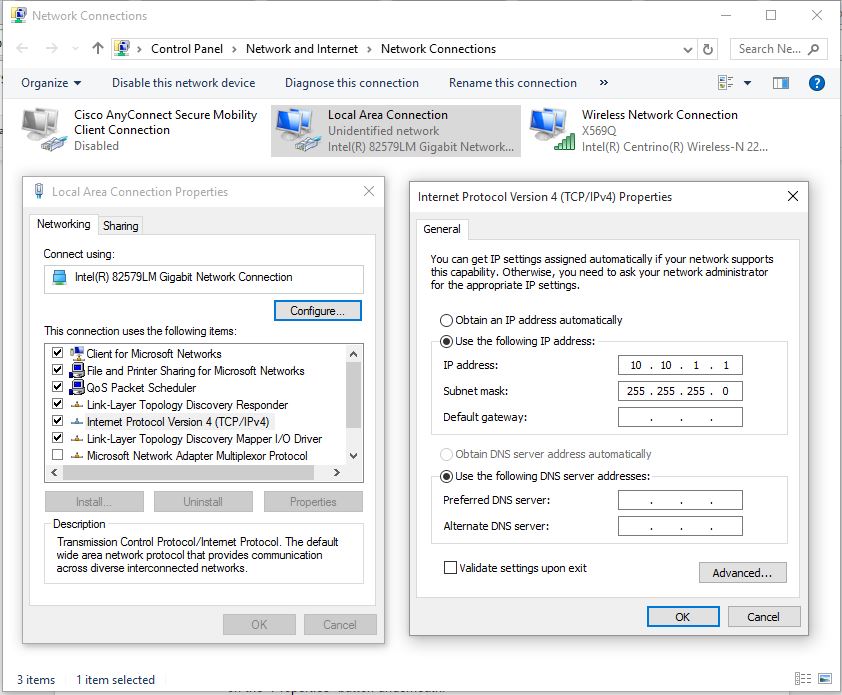 Network Connections
Control Panel > Network and Internet > Network Connections
Search Ne...
Organize
Disable this network device
Diagnose this connection
Rename this connection
»
?
Cisco AnyConnect Secure Mobility
Client Connection
Disabled
Local Area Connection
Unidentified network
Intel(R) 82579LM Gigabit Network...
Wireless Network Connection
X569Q
Intel(R) Centrino(R) Wireless-N 22...
Local Area Connection Properties
Networking
Sharing
Connect using:
Intel(R) 82579LM Gigabit Network Connection
Configure...
This connection uses the following items:
Client for Microsoft Networks
File and Printer Sharing for Microsoft Networks
QoS Packet Scheduler
Link-Layer Topology Discovery Responder
Internet Protocol Version 4 (TCP/IPv4)
Link-Layer Topology Discovery Mapper I/O Driver
Microsoft Network Adapter Multiplexor Protocol
Install...
Uninstall
Properties
Description
Transmission Control Protocol/Internet Protocol. The default
wide area network protocol that provides communication
across diverse interconnected networks.
OK
Cancel
Internet Protocol Version 4 (TCP/IPv4) Properties
General
You can get IP settings assigned automatically if your network supports
this capability. Otherwise, you need to ask your network administrator
for the appropriate IP settings.
Obtain an IP address automatically
Use the following IP address:
IP address: 10 . 10 . 1 . 1
Subnet mask: 255 . 255 . 255 . 0
Default gateway: . . .
Obtain DNS server address automatically
Use the following DNS server addresses:
Preferred DNS server: . . .
Alternate DNS server: . . .
Validate settings upon exit
Advanced...
OK
Cancel
3 items
1 item selected